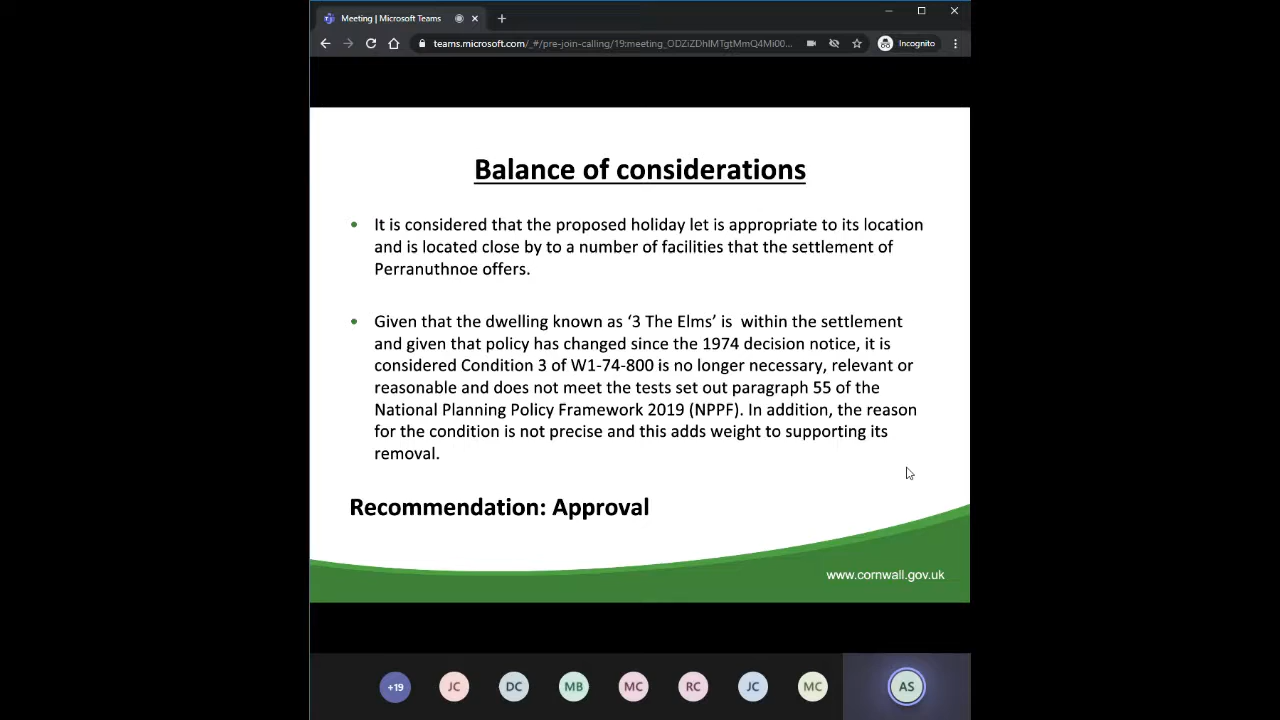 Meeting | Microsoft Teams
teams.microsoft.com/_#/pre-join-calling/19:meeting_ODZiZDhlMTgtMmQ4Mi00...
Incognito
Balance of considerations
• It is considered that the proposed holiday let is appropriate to its location
and is located close by to a number of facilities that the settlement of
Perranuthnoe offers.
• Given that the dwelling known as ‘3 The Elms’ is within the settlement
and given that policy has changed since the 1974 decision notice, it is
considered Condition 3 of W1-74-800 is no longer necessary, relevant or
reasonable and does not meet the tests set out paragraph 55 of the
National Planning Policy Framework 2019 (NPPF). In addition, the reason
for the condition is not precise and this adds weight to supporting its
removal.
Recommendation: Approval
www.cornwall.gov.uk
+19 JC DC MB MC RC JC MC AS